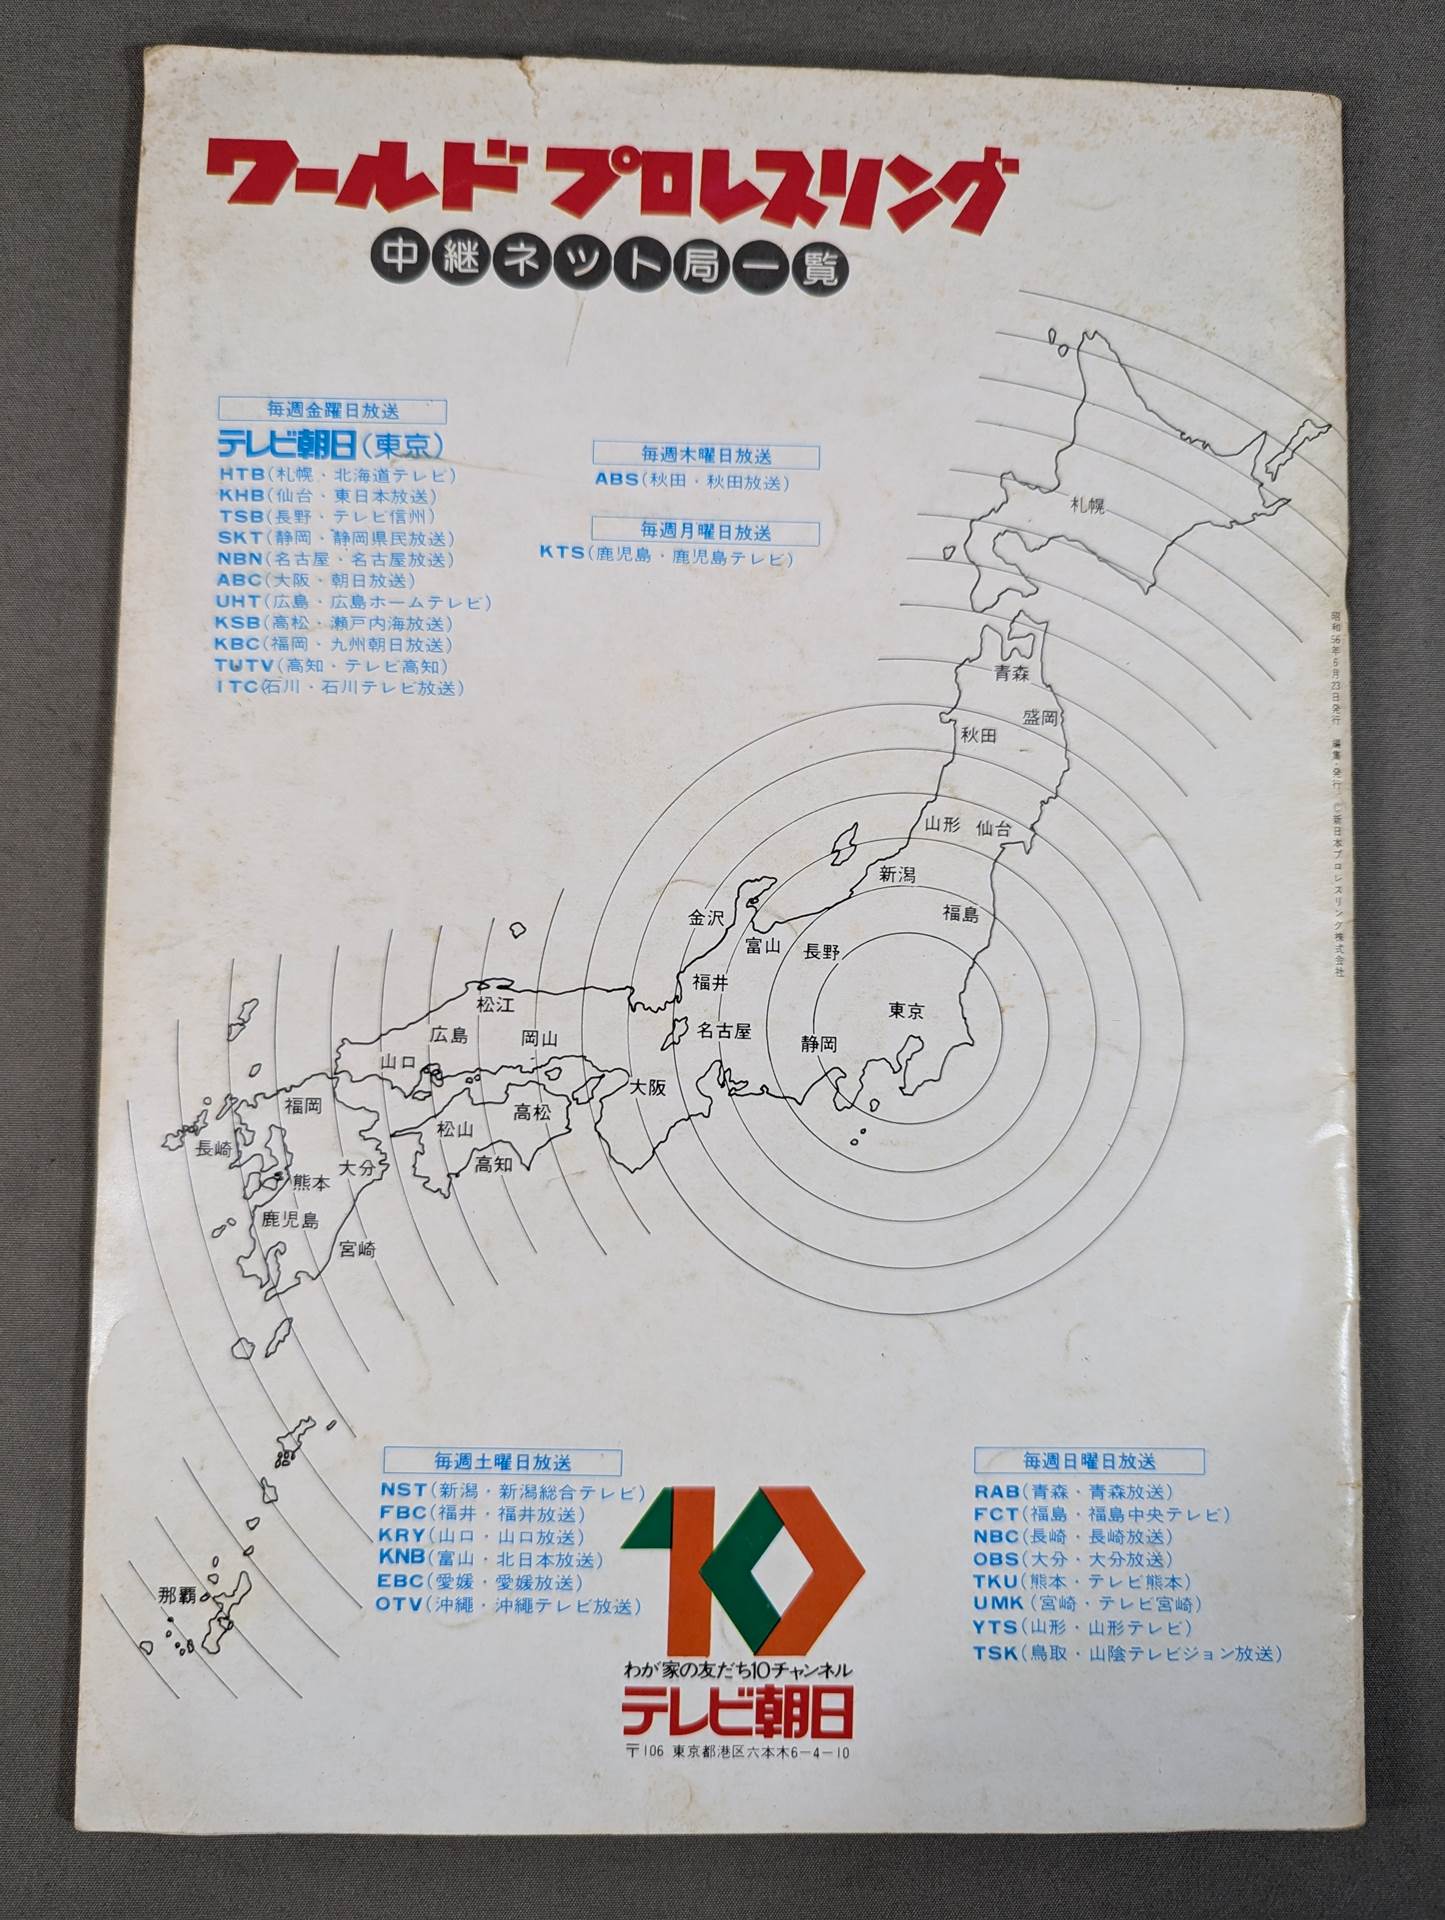 ワールド プロレスリング
中継ネット局一覧
毎週金曜日放送
テレビ朝日(東京)
HTB(札幌・北海道テレビ)
KHB(仙台・東日本放送)
TSB(長野・テレビ信州)
SKT(静岡・静岡県民放送)
NBN(名古屋・名古屋放送)
ABC(大阪・朝日放送)
UHT(広島・広島ホームテレビ)
KSB(高松・瀬戸内海放送)
KBC(福岡・九州朝日放送)
TUTV(高知・テレビ高知)
ITC(石川・石川テレビ放送)
毎週木曜日放送
ABS(秋田・秋田放送)
毎週月曜日放送
KTS(鹿児島・鹿児島テレビ)
札幌
青森
盛岡
秋田
山形 仙台
新潟
福島
金沢
富山
長野
福井
東京
松江
広島
岡山
名古屋
静岡
山口
大阪
福岡
高松
松山
長崎
大分
高知
熊本
鹿児島
宮崎
那覇
昭和56年6月23日発行 編集・発行 ©新日本プロレスリング株式会社
毎週土曜日放送
NST(新潟・新潟総合テレビ)
FBC(福井・福井放送)
KRY(山口・山口放送)
KNB(富山・北日本放送)
EBC(愛媛・愛媛放送)
OTV(沖縄・沖縄テレビ放送)
10
わが家の友だち10チャンネル
テレビ朝日
〒106 東京都港区六本木6-4-10
毎週日曜日放送
RAB(青森・青森放送)
FCT(福島・福島中央テレビ)
NBC(長崎・長崎放送)
OBS(大分・大分放送)
TKU(熊本・テレビ熊本)
UMK(宮崎・テレビ宮崎)
YTS(山形・山形テレビ)
TSK(鳥取・山陰テレビジョン放送)